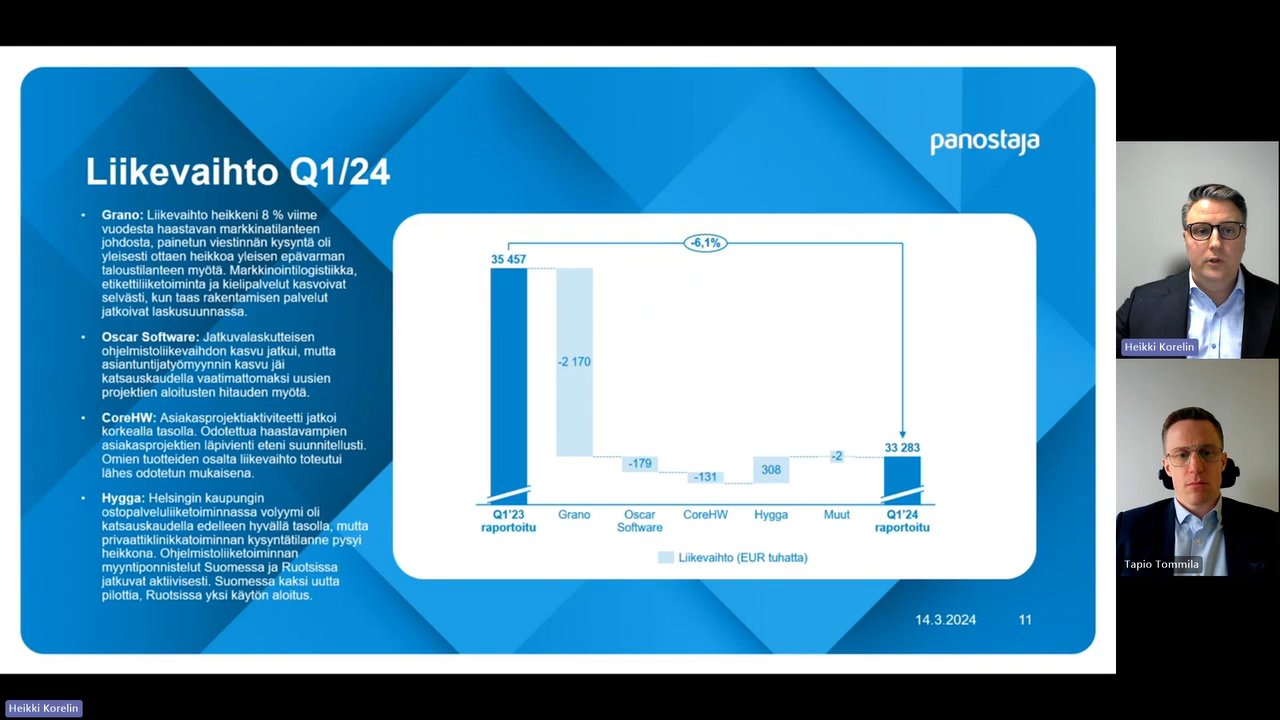 panostaja
Liikevaihto Q1/24
• Grano: Liikevaihto heikkeni 8 % viime
vuodesta haastavan markkinatilanteen
johdosta, painetun viestinnän kysyntä oli
yleisesti ottaen heikkoa yleisen epävarman
taloustilanteen myötä. Markkinointilogistiikka,
etikettiliiketoiminta ja kielipalvelut kasvoivat
selvästi, kun taas rakentamisen palvelut
jatkoivat laskusuunnassa.
• Oscar Software: Jatkuvalaskutteisen
ohjelmistoliikevaihdon kasvu jatkui, mutta
asiantuntijatyömyynnin kasvu jäi
katsauskaudella vaatimattomaksi uusien
projektien aloitusten hitauden myötä.
• CoreHW: Asiakasprojektiaktiviteetti jatkoi
korkealla tasolla. Odotettua haastavampien
asiakasprojektien läpivienti eteni suunnitellusti.
Omien tuotteiden osalta liikevaihto toteutui
lähes odotetun mukaisena.
• Hygga: Helsingin kaupungin
ostopalveluliiketoiminnassa volyymi oli
katsauskaudella edelleen hyvällä tasolla, mutta
privaattiklinikkatoiminnan kysyntätilanne pysyi
heikkona. Ohjelmistoliiketoiminnan
myyntiponnistelut Suomessa ja Ruotsissa
jatkuvat aktiivisesti. Suomessa kaksi uutta
pilottia, Ruotsissa yksi käytön aloitus.
-6,1%
35 457
-2 170
-179
-131
308
-2
33 283
Q1'23 raportoitu
Grano
Oscar Software
CoreHW
Hygga
Muut
Q1'24 raportoitu
Liikevaihto (EUR tuhatta)
14.3.2024 11
Heikki Korelin
Tapio Tommila
Heikki Korelin